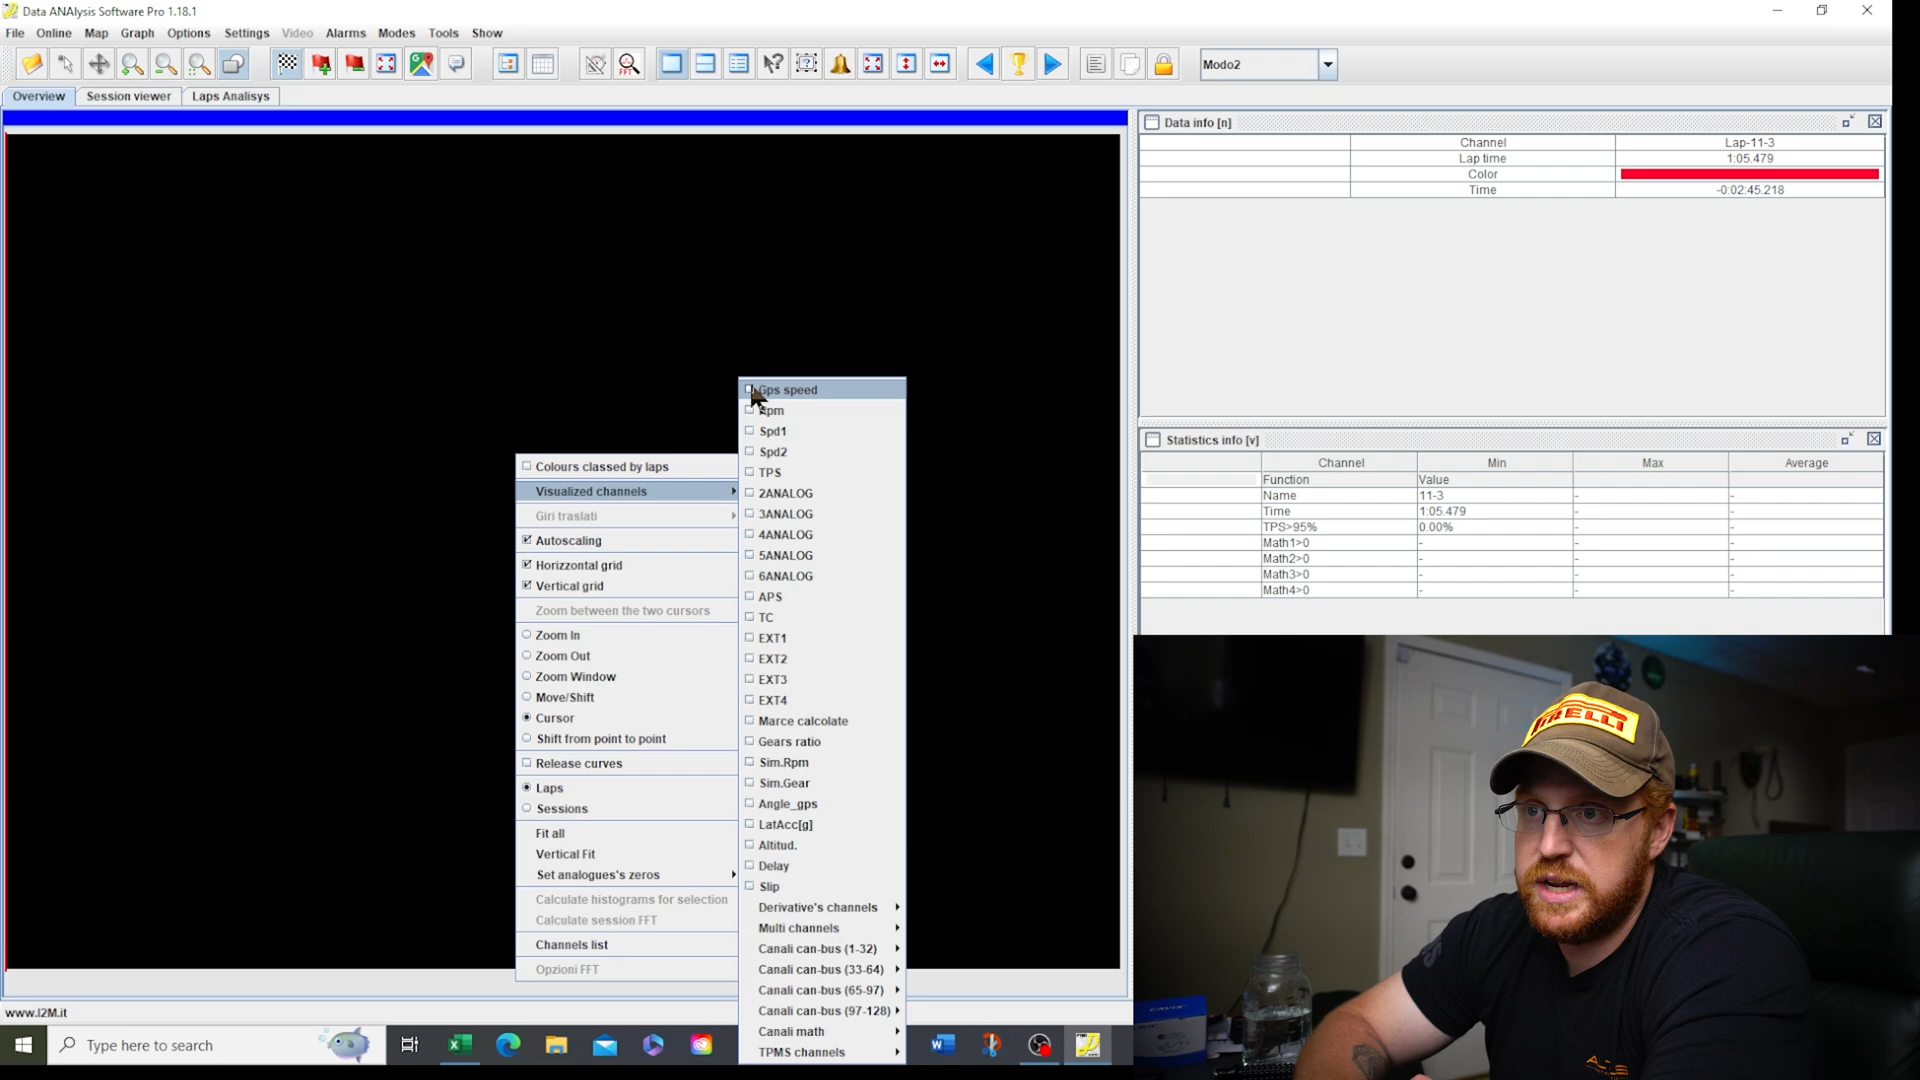 Data ANAlysis Software Pro 1.18.1
File Online Map Graph Options Settings Video Alarms Modes Tools Show
FFT
Modo2
Overview Session viewer Laps Analisys
Data info [n]
Channel Lap-11-3
Lap time 1:05.479
Color
Time -0:02:45.218
Statistics info [v]
Channel Min Max Average
Function Value
Name 11-3 - -
Time 1:05.479 - -
TPS>95% 0.00% - -
Math1>0 - - -
Math2>0 - - -
Math3>0 - - -
Math4>0 - - -
Colours classed by laps
Visualized channels
Giri traslati
Autoscaling
Horizzontal grid
Vertical grid
Zoom between the two cursors
Zoom In
Zoom Out
Zoom Window
Move/Shift
Cursor
Shift from point to point
Release curves
Laps
Sessions
Fit all
Vertical Fit
Set analogues's zeros
Calculate histograms for selection
Calculate session FFT
Channels list
Opzioni FFT
Gps speed
Rpm
Spd1
Spd2
TPS
2ANALOG
3ANALOG
4ANALOG
5ANALOG
6ANALOG
APS
TC
EXT1
EXT2
EXT3
EXT4
Marce calculate
Gears ratio
Sim.Rpm
Sim.Gear
Angle_gps
LatAcc[g]
Altitud.
Delay
Slip
Derivative's channels
Multi channels
Canali can-bus (1-32)
Canali can-bus (33-64)
Canali can-bus (65-97)
Canali can-bus (97-128)
Canali math
TPMS channels
www.I2M.it
Type here to search
PIRELLI